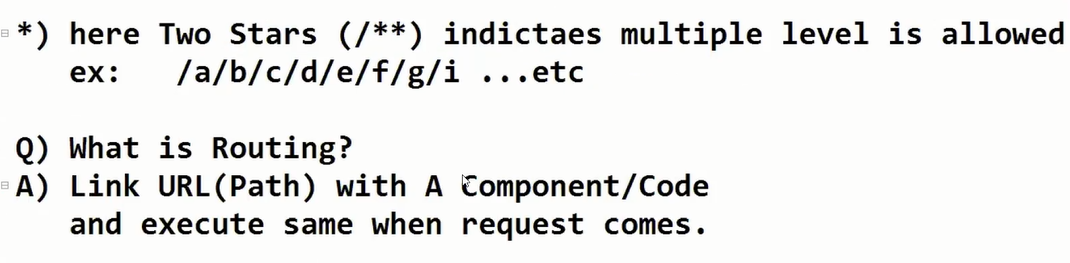 *) here Two Stars (/**) indictaes multiple level is allowed
ex: /a/b/c/d/e/f/g/i ...etc
Q) What is Routing?
A) Link URL(Path) with A Component/Code
and execute same when request comes.